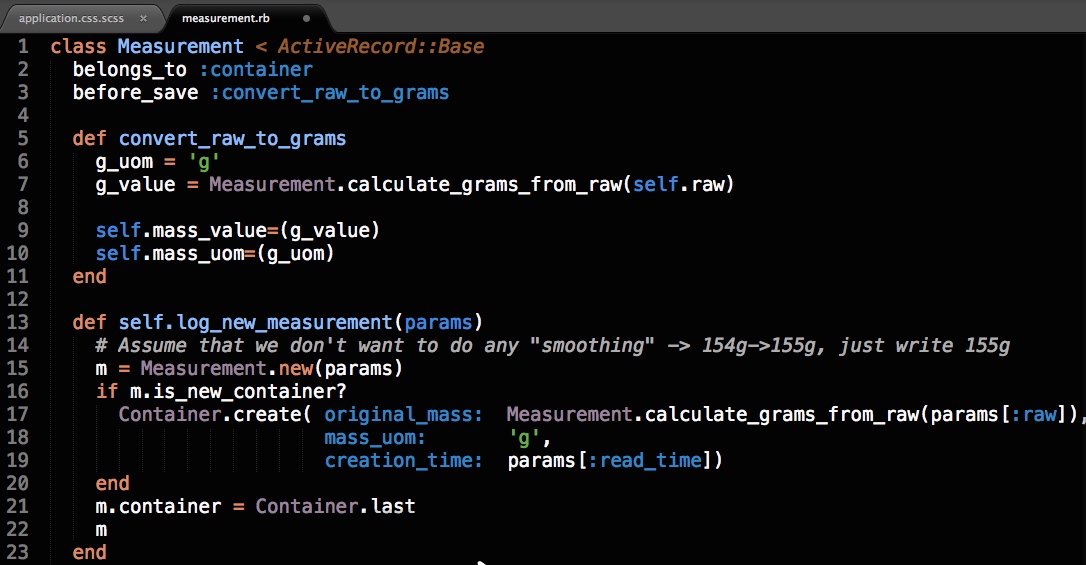 application.css.scss × measurement.rb
1 class Measurement < ActiveRecord::Base
2   belongs_to :container
3   before_save :convert_raw_to_grams
4
5   def convert_raw_to_grams
6     g_uom = 'g'
7     g_value = Measurement.calculate_grams_from_raw(self.raw)
8
9     self.mass_value=(g_value)
10     self.mass_uom=(g_uom)
11   end
12
13   def self.log_new_measurement(params)
14     # Assume that we don't want to do any "smoothing" -> 154g->155g, just write 155g
15     m = Measurement.new(params)
16     if m.is_new_container?
17       Container.create( original_mass:  Measurement.calculate_grams_from_raw(params[:raw]),
18                         mass_uom:       'g',
19                         creation_time:  params[:read_time])
20     end
21     m.container = Container.last
22     m
23   end